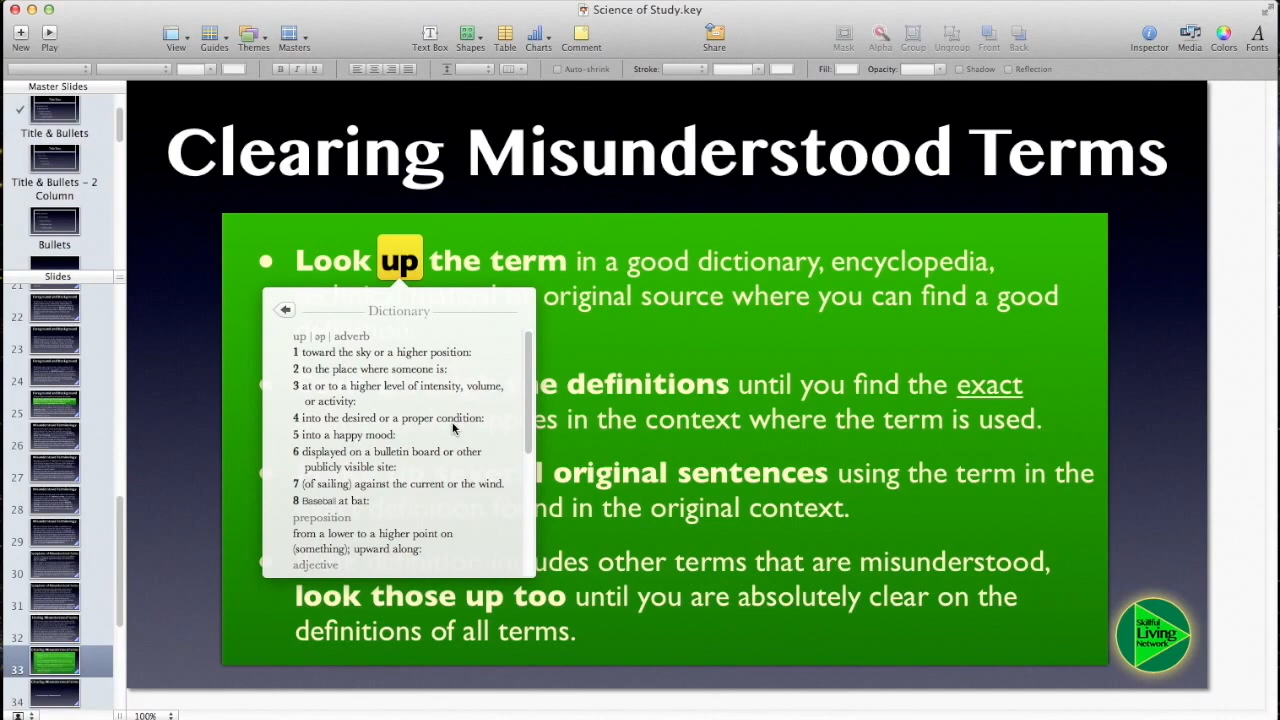 Science of Study.key
New Play View Guides Themes Masters Text Box Shapes Table Charts Comment Share Mask Alpha Group Ungroup Front Back Inspector Media Colors Fonts
B I U Auto-shrink Stroke: Fill: Opacity: Shadow Reflection
Master Slides
Title & Bullets
Title & Bullets – 2
Column
Bullets
Slides
22
23
24
26
27
28
29
30
31
32
33
34
100%
Clearing Misunderstood Terms
• Look up the term in a good dictionary, encyclopedia,
original source where you can find a good
definitions until you find the exact
in the context where the term is used.
original sentences using the term in the
in the original context.
other terms that are misunderstood,
too until you are absolutely clear on the
definitions of all terms.
Dictionary
up | əp | adverb
1 toward the sky or a higher position
2 to the place where someone is:
3 at or to a higher level of intensity, volume,
or activity:
4 into the desired or a proper condition:
5 into a happy mood:
6 displayed on a bulletin board or other
publicly visible site:
7 (of sailing) against the current or the wind.
8 Baseball at bat:
preposition
from a lower to a higher point on
(something); upward along:
adjective
Skillful
Living
Network